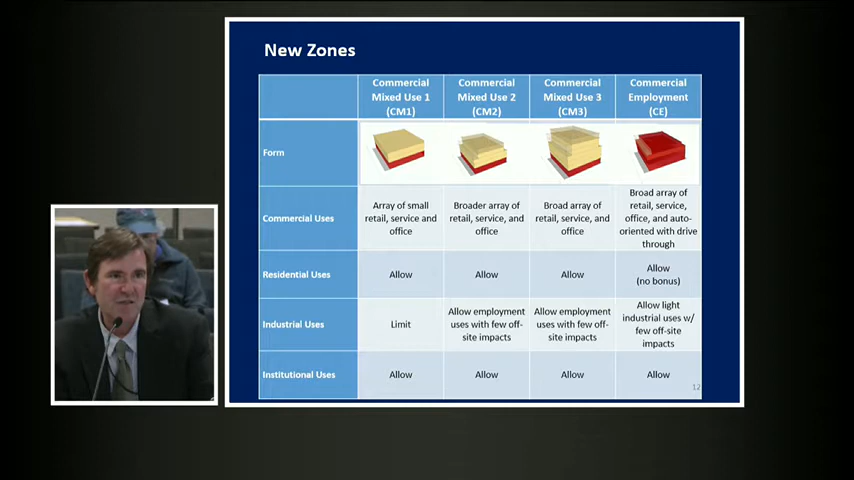 New Zones
Commercial
Mixed Use 1
(CM1)
Commercial
Mixed Use 2
(CM2)
Commercial
Mixed Use 3
(CM3)
Commercial
Employment
(CE)
Form
Commercial Uses
Array of small
retail, service and
office
Broader array of
retail, service, and
office
Broad array of
retail, service, and
office
Broad array of
retail, service,
office, and auto-
oriented with drive
through
Residential Uses
Allow
Allow
Allow
Allow
(no bonus)
Industrial Uses
Limit
Allow employment
uses with few off-
site impacts
Allow employment
uses with few off-
site impacts
Allow light
industrial uses w/
few off-site
impacts
Institutional Uses
Allow
Allow
Allow
Allow
12